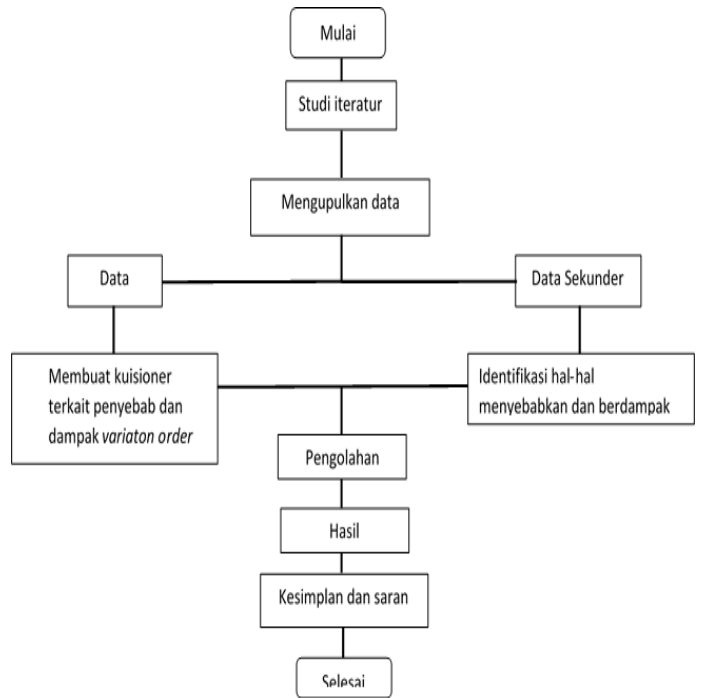 Mulai
Studi iteratur
Mengupulkan data
Data
Data Sekunder
Membuat kuisioner
terkait penyebab dan
dampak variaton order
Identifikasi hal-hal
menyebabkan dan berdampak
Pengolahan
Hasil
Kesimplan dan saran
Selesai